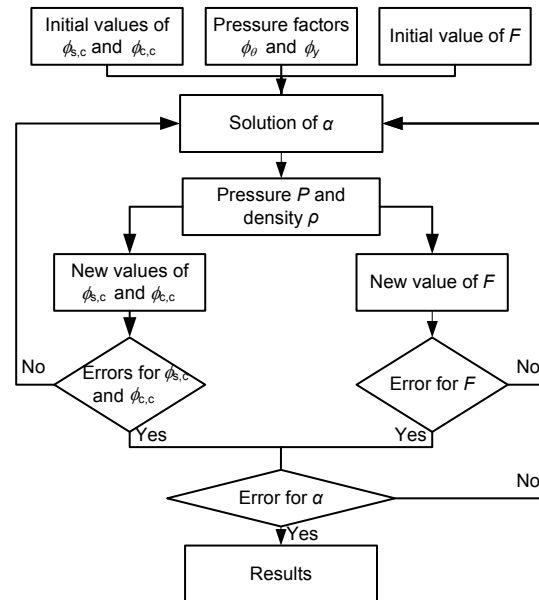 Initial values of
ϕs,c and ϕc,c
Pressure factors
ϕθ and ϕy
Initial value of F
Solution of α
Pressure P and
density ρ
New values of
ϕs,c and ϕc,c
New value of F
No
Errors for ϕs,c
and ϕc,c
Error for F
No
Yes
Yes
Error for α
No
Yes
Results